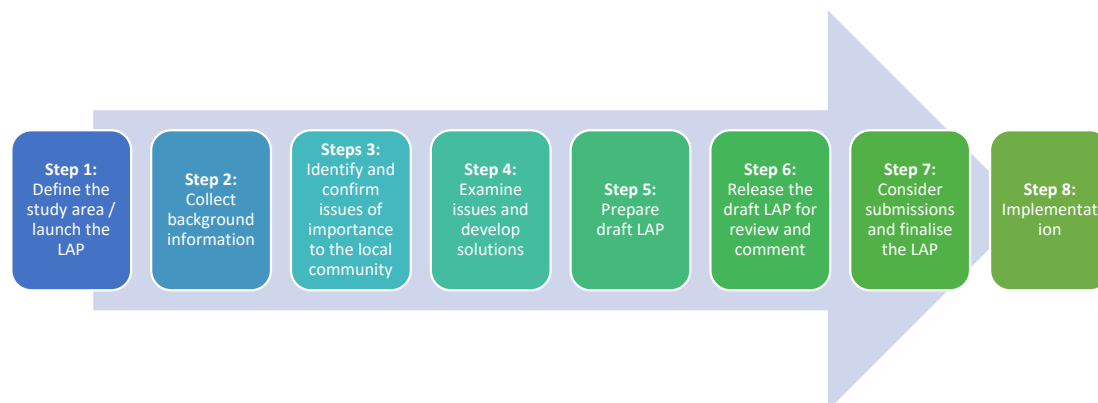 Step 1:
Define the
study area /
launch the
LAP
Step 2:
Collect
background
information
Steps 3:
Identify and
confirm
issues of
importance
to the local
community
Step 4:
Examine
issues and
develop
solutions
Step 5:
Prepare
draft LAP
Step 6:
Release the
draft LAP for
review and
comment
Step 7:
Consider
submissions
and finalise
the LAP
Step 8:
Implementat
ion